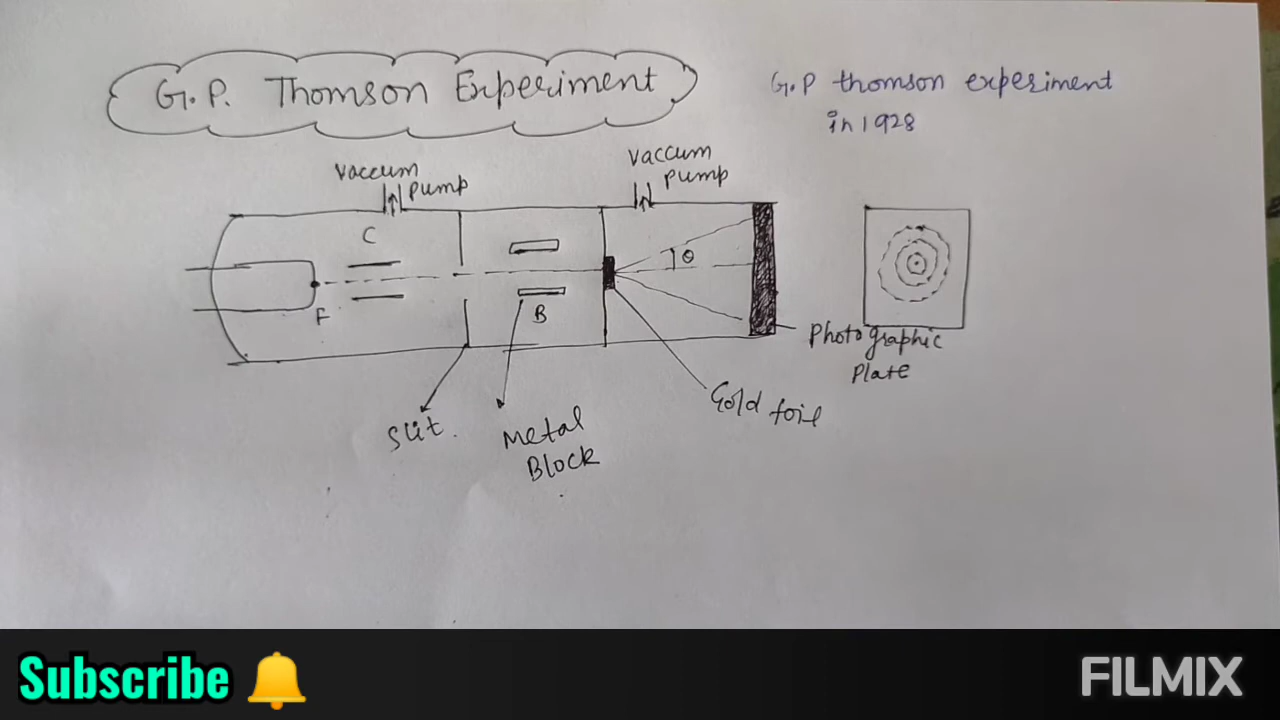 G.P. Thomson Experiment
G.P thomson experiment
in 1928
vaccum
pump
vaccum
pump
C
F
B
θ
Photographic
Plate
Gold foil
Slit.
Metal
Block
Subscribe
FILMIX